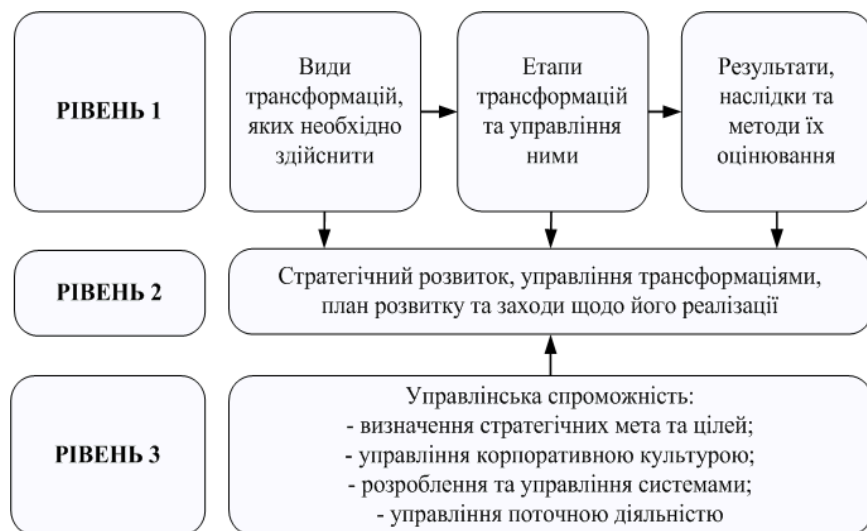 РІВЕНЬ 1
Види
трансформацій,
яких необхідно
здійснити
Етапи
трансформацій
та управління
ними
Результати,
наслідки та
методи їх
оцінювання
РІВЕНЬ 2
Стратегічний розвиток, управління трансформаціями,
план розвитку та заходи щодо його реалізації
РІВЕНЬ 3
Управлінська спроможність:
- визначення стратегічних мета та цілей;
- управління корпоративною культурою;
- розроблення та управління системами;
- управління поточною діяльністю